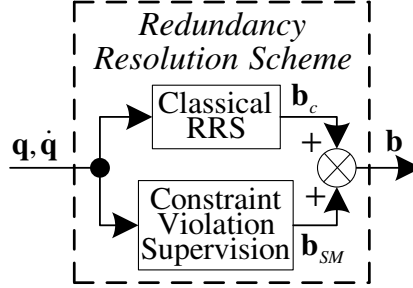 Redundancy
Resolution Scheme
Classical
RRS
b_c
+
q, q̇
b
+
Constraint
Violation
Supervision
b_SM